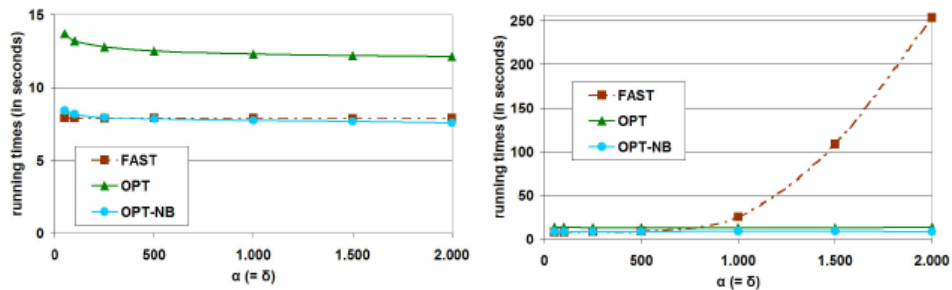 running times (in seconds)
15
10
5
0
FAST
OPT
OPT-NB
0
500
1.000
1.500
2.000
α (= δ)
running times (in seconds)
250
200
150
100
50
0
FAST
OPT
OPT-NB
0
500
1.000
1.500
2.000
α (= δ)